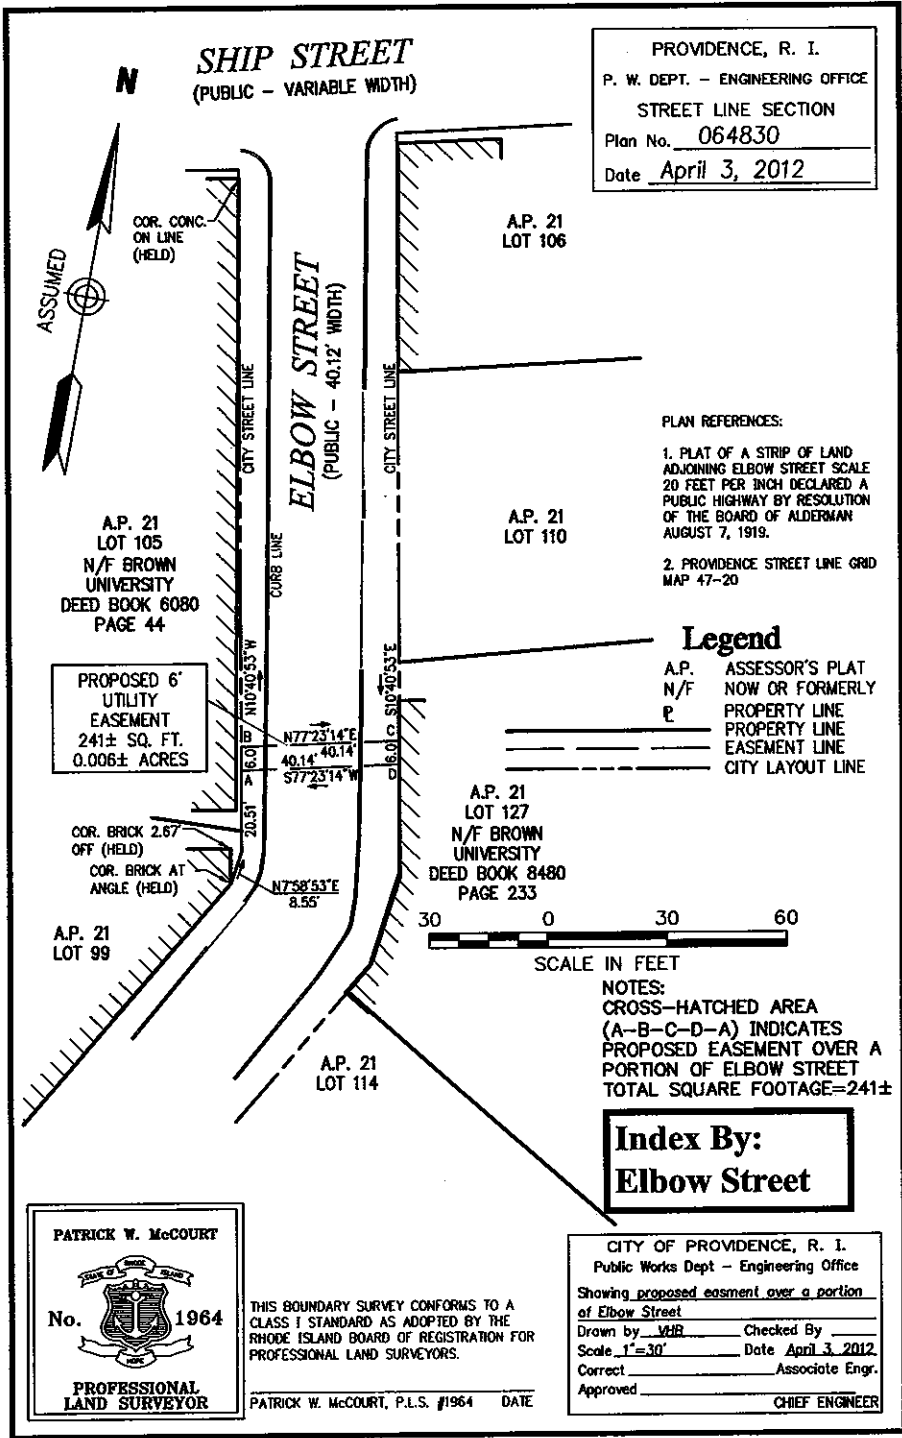 SHIP STREET
(PUBLIC - VARIABLE WIDTH)
N
ASSUMED
PROVIDENCE, R. I.
P. W. DEPT. - ENGINEERING OFFICE
STREET LINE SECTION
Plan No. 064830
Date April 3, 2012
COR. CONC.
ON LINE
(HELD)
A.P. 21
LOT 106
ELBOW STREET
(PUBLIC - 40.12' WIDTH)
CITY STREET LINE
CITY STREET LINE
CURB LINE
A.P. 21
LOT 105
N/F BROWN
UNIVERSITY
DEED BOOK 6080
PAGE 44
A.P. 21
LOT 110
PLAN REFERENCES:
1. PLAT OF A STRIP OF LAND
ADJOINING ELBOW STREET SCALE
20 FEET PER INCH DECLARED A
PUBLIC HIGHWAY BY RESOLUTION
OF THE BOARD OF ALDERMAN
AUGUST 7, 1919.
2. PROVIDENCE STREET LINE GRID
MAP 47-20
Legend
A.P. ASSESSOR'S PLAT
N/F NOW OR FORMERLY
℄ PROPERTY LINE
PROPERTY LINE
EASEMENT LINE
CITY LAYOUT LINE
PROPOSED 6'
UTILITY
EASEMENT
241± SQ. FT.
0.006± ACRES
N10°40'53"W
S10°40'53"E
B
N77°23'14"E
40.14'
C
6.0
6.0
40.14'
S77°23'14"W
A
D
20.51'
COR. BRICK 2.67'
OFF (HELD)
COR. BRICK AT
ANGLE (HELD)
N7°58'53"E
8.55'
A.P. 21
LOT 127
N/F BROWN
UNIVERSITY
DEED BOOK 8480
PAGE 233
A.P. 21
LOT 99
30 0 30 60
SCALE IN FEET
NOTES:
CROSS-HATCHED AREA
(A-B-C-D-A) INDICATES
PROPOSED EASEMENT OVER A
PORTION OF ELBOW STREET
TOTAL SQUARE FOOTAGE=241±
A.P. 21
LOT 114
Index By:
Elbow Street
PATRICK W. McCOURT
STATE OF RHODE ISLAND
No. 1964
HOPE
PROFESSIONAL
LAND SURVEYOR
THIS BOUNDARY SURVEY CONFORMS TO A
CLASS I STANDARD AS ADOPTED BY THE
RHODE ISLAND BOARD OF REGISTRATION FOR
PROFESSIONAL LAND SURVEYORS.
PATRICK W. McCOURT, P.L.S. #1964 DATE
CITY OF PROVIDENCE, R. I.
Public Works Dept - Engineering Office
Showing proposed easment over a portion
of Elbow Street
Drawn by VHB Checked By
Scale 1"=30' Date April 3, 2012
Correct Associate Engr.
Approved
CHIEF ENGINEER